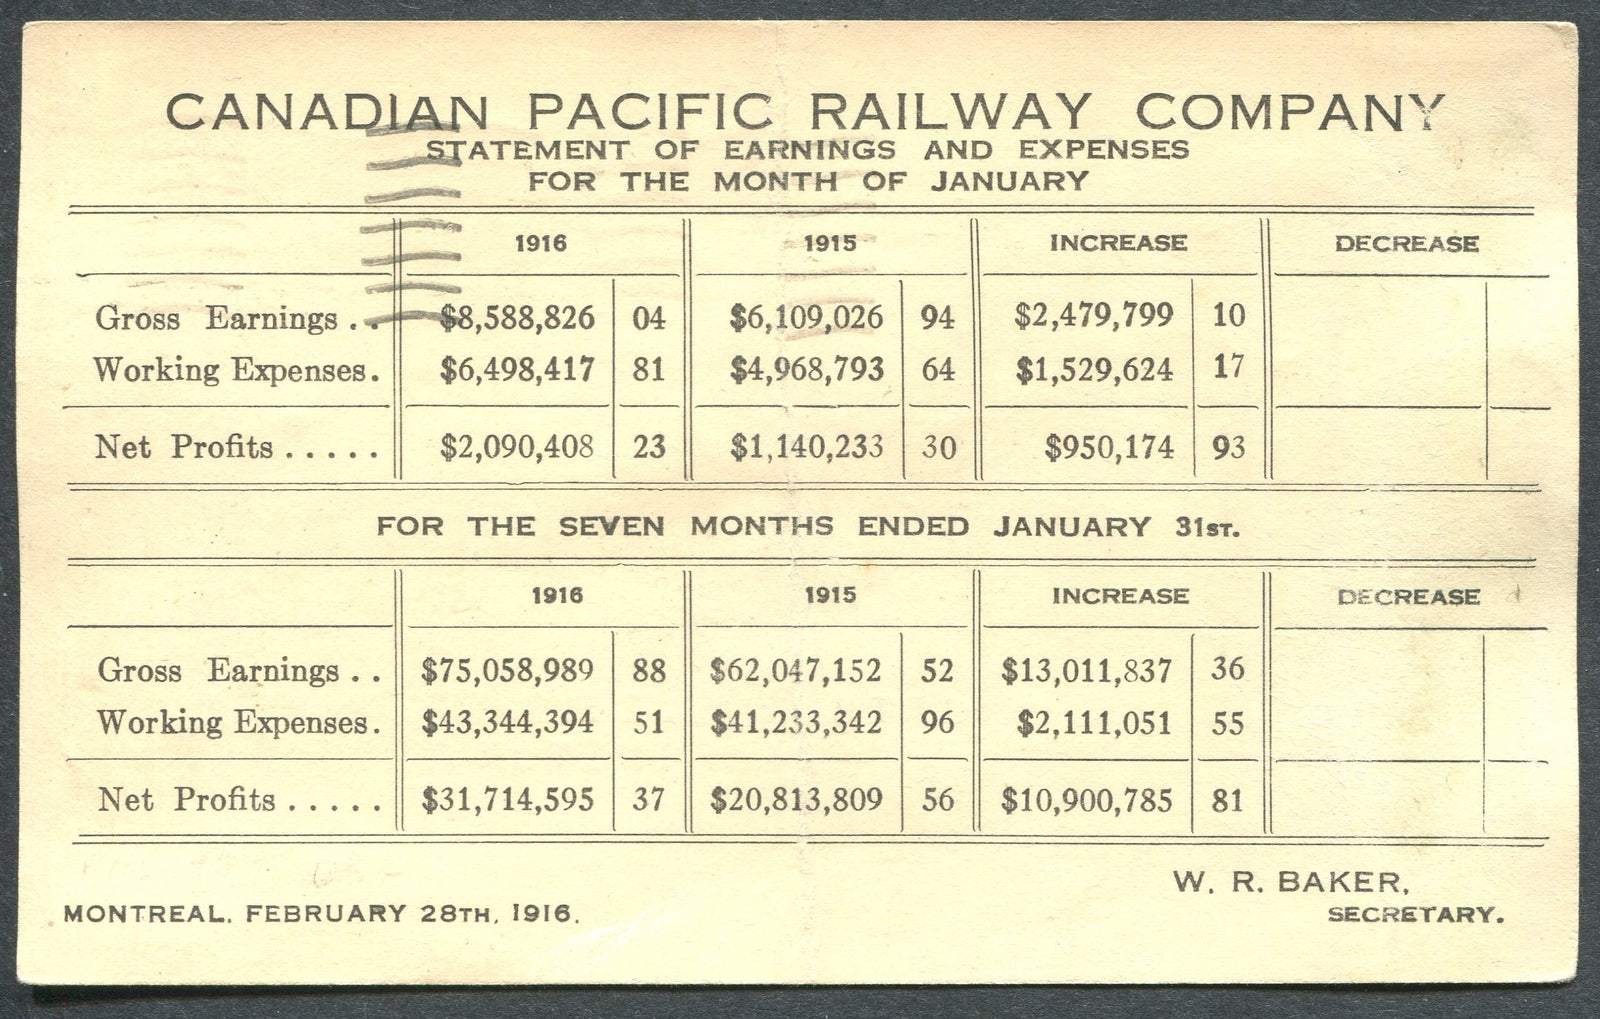 CANADIAN PACIFIC RAILWAY COMPANY
STATEMENT OF EARNINGS AND EXPENSES
FOR THE MONTH OF JANUARY
1916 1915 INCREASE DECREASE
Gross Earnings . . $8,588,826 04 $6,109,026 94 $2,479,799 10
Working Expenses. $6,498,417 81 $4,968,793 64 $1,529,624 17
Net Profits . . . . . $2,090,408 23 $1,140,233 30 $950,174 93
FOR THE SEVEN MONTHS ENDED JANUARY 31ST.
1916 1915 INCREASE DECREASE
Gross Earnings . . $75,058,989 88 $62,047,152 52 $13,011,837 36
Working Expenses. $43,344,394 51 $41,233,342 96 $2,111,051 55
Net Profits . . . . . $31,714,595 37 $20,813,809 56 $10,900,785 81
W. R. BAKER,
MONTREAL. FEBRUARY 28TH, 1916. SECRETARY.